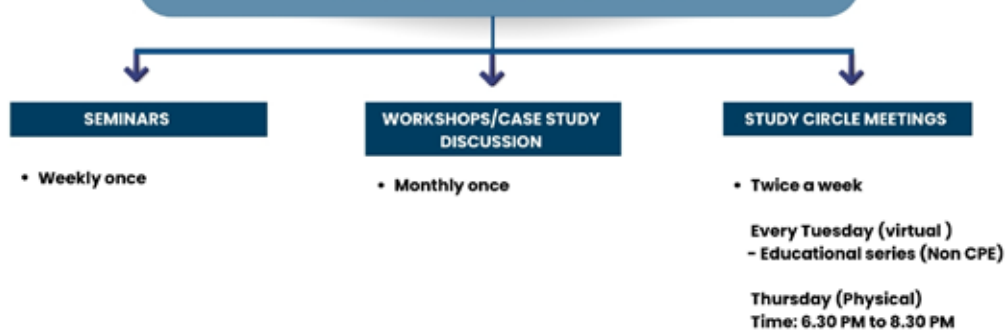 SEMINARS
• Weekly once
WORKSHOPS/CASE STUDY
DISCUSSION
• Monthly once
STUDY CIRCLE MEETINGS
• Twice a week
Every Tuesday (virtual )
- Educational series (Non CPE)
Thursday (Physical)
Time: 6.30 PM to 8.30 PM